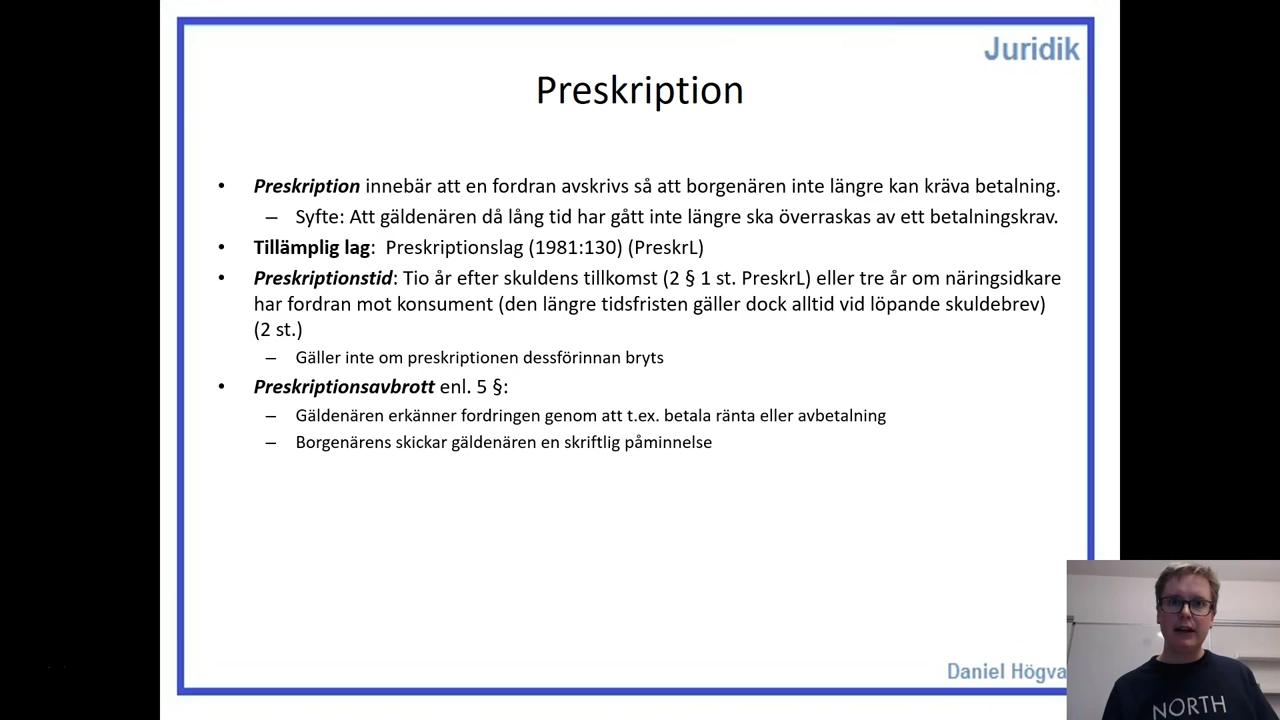 Juridik
Preskription
• Preskription innebär att en fordran avskrivs så att borgenären inte längre kan kräva betalning.
– Syfte: Att gäldenären då lång tid har gått inte längre ska överraskas av ett betalningskrav.
• Tillämplig lag: Preskriptionslag (1981:130) (PreskrL)
• Preskriptionstid: Tio år efter skuldens tillkomst (2 § 1 st. PreskrL) eller tre år om näringsidkare
har fordran mot konsument (den längre tidsfristen gäller dock alltid vid löpande skuldebrev)
(2 st.)
– Gäller inte om preskriptionen dessförinnan bryts
• Preskriptionsavbrott enl. 5 §:
– Gäldenären erkänner fordringen genom att t.ex. betala ränta eller avbetalning
– Borgenärens skickar gäldenären en skriftlig påminnelse
Daniel Högva
NORTH